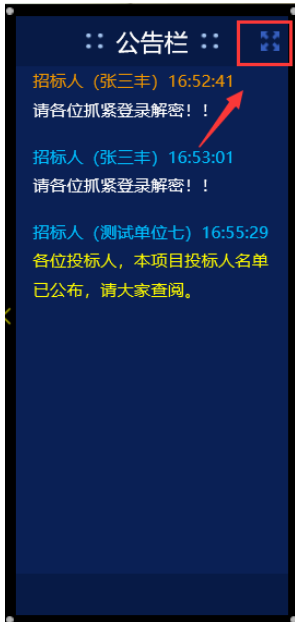 公告栏
招标人（张三丰）16:52:41
请各位抓紧登录解密！！
招标人（张三丰）16:53:01
请各位抓紧登录解密！！
招标人（测试单位七）16:55:29
各位投标人，本项目投标人名单
已公布，请大家查阅。